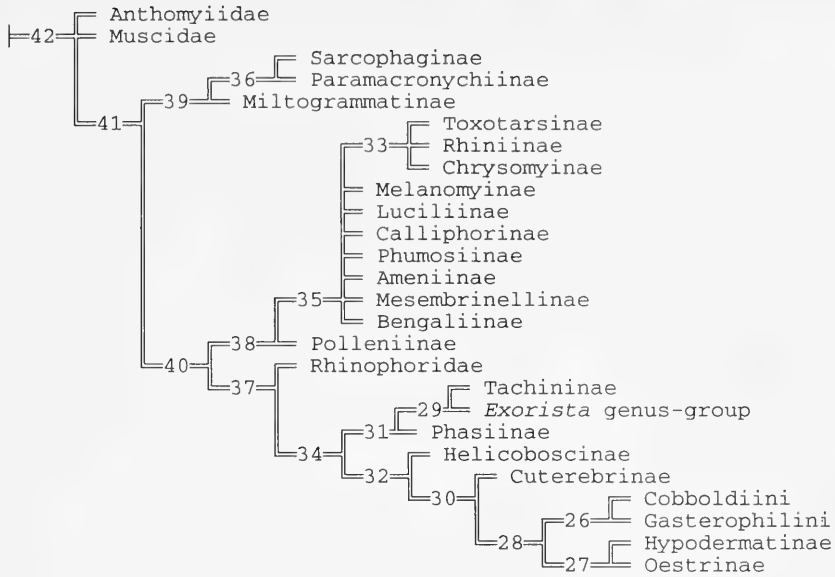 Anthomyiidae
42
Muscidae
Sarcophaginae
36
Paramacronychiinae
39
Miltogrammatinae
41
Toxotarsinae
33
Rhiniinae
Chrysomyinae
Melanomyinae
Luciliinae
Calliphorinae
Phumosiinae
Ameniinae
35
Mesembrinellinae
Bengaliinae
38
Polleniinae
40
Rhinophoridae
37
Tachininae
29
Exorista genus-group
31
Phasiinae
34
Helicoboscinae
32
Cuterebrinae
30
Cobboldiini
26
Gasterophilini
28
Hypodermatinae
27
Oestrinae